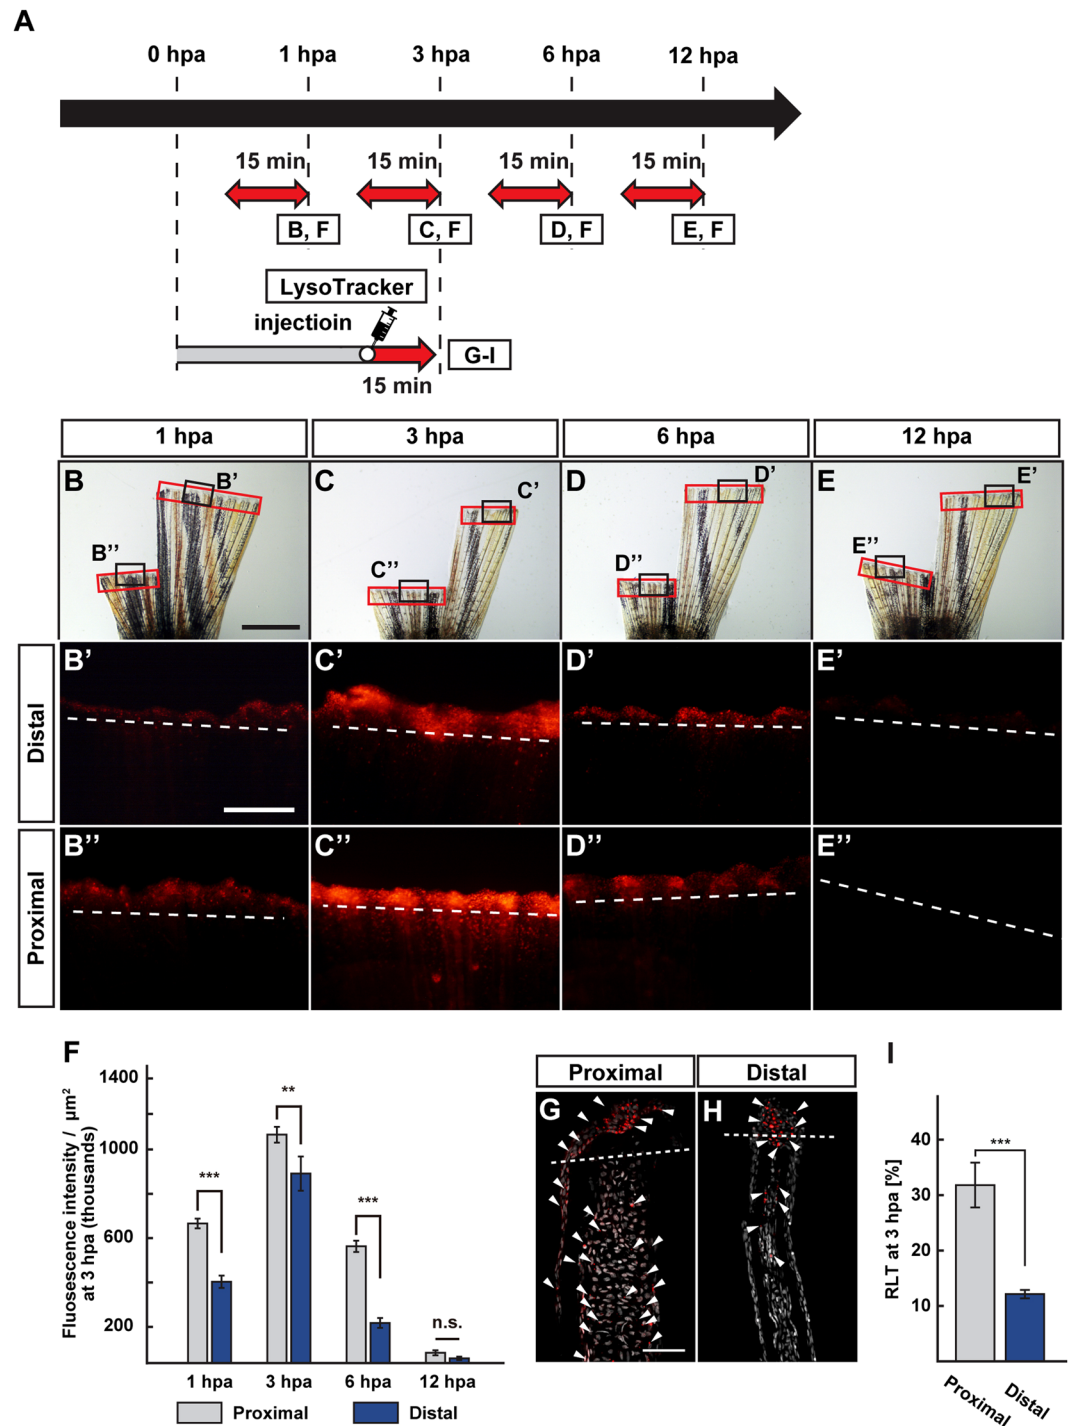 A
0 hpa 1 hpa 3 hpa 6 hpa 12 hpa
15 min 15 min 15 min 15 min
B, F C, F D, F E, F
LysoTracker
injectioin
G-I
15 min
1 hpa 3 hpa 6 hpa 12 hpa
B B' B''
C C' C''
D D' D''
E E' E''
Distal
B' C' D' E'
Proximal
B'' C'' D'' E''
F
Fluosescence intensity / µm²
at 3 hpa (thousands)
1400
1000
600
200
*** ** *** n.s.
1 hpa 3 hpa 6 hpa 12 hpa
Proximal Distal
Proximal Distal
G H
I
RLT at 3 hpa [%]
40
30
20
10
***
Proximal Distal